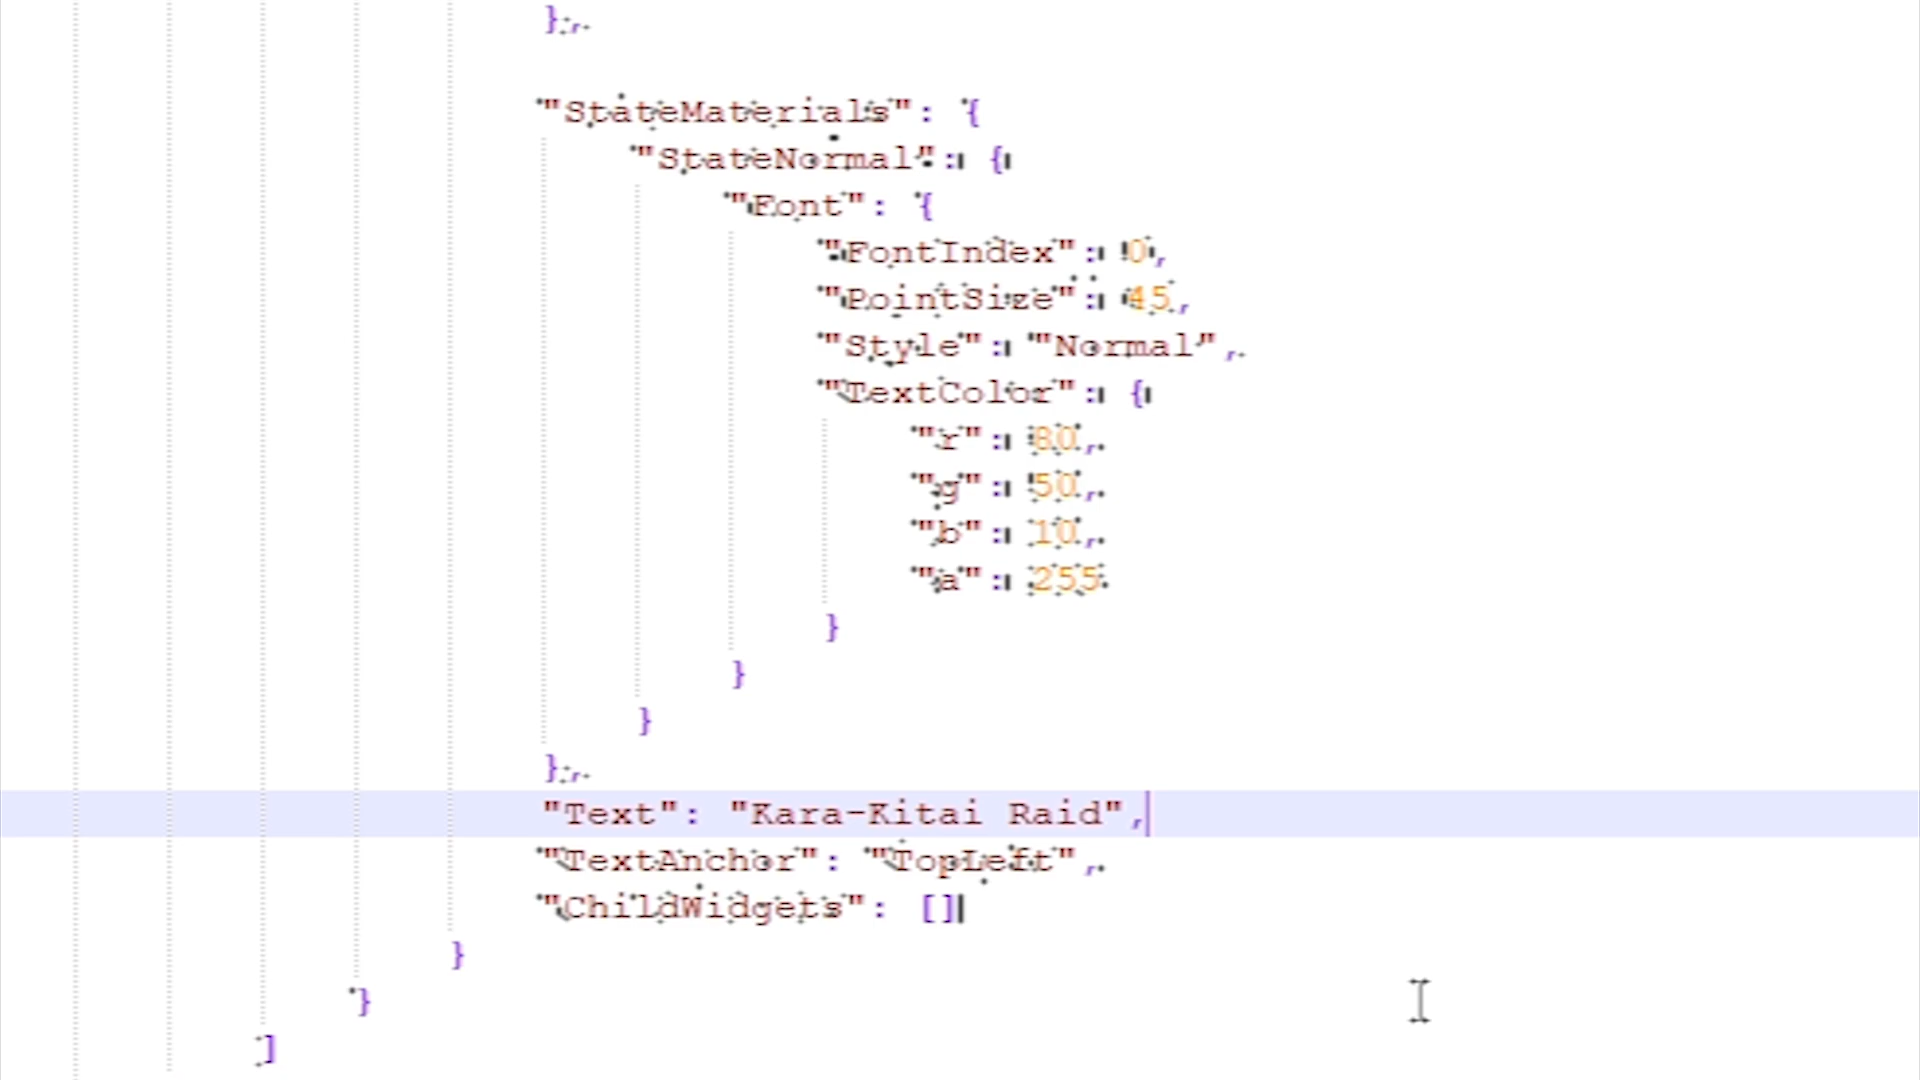 },
"StateMaterials": {
"StateNormal": {
"Font": {
"FontIndex": 0,
"PointSize": 45,
"Style": "Normal",
"TextColor": {
"r": 80,
"g": 50,
"b": 10,
"a": 255
}
}
}
},
"Text": "Kara-Kitai Raid",
"TextAnchor": "TopLeft",
"ChildWidgets": []
}
}
]